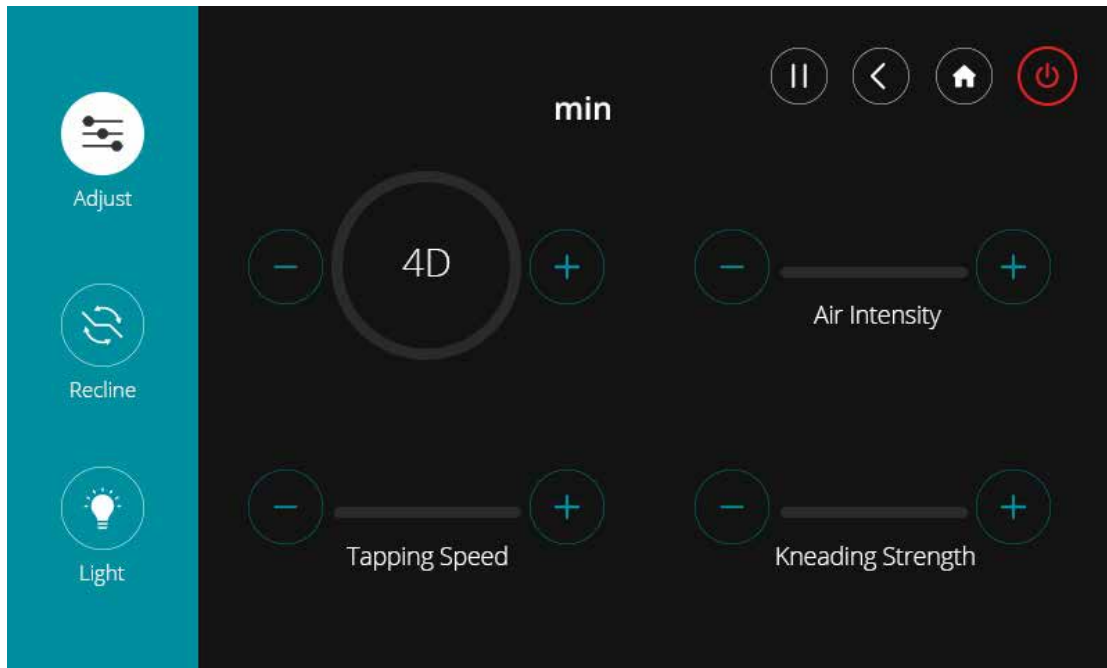 min
Adjust
4D
Air Intensity
Recline
Tapping Speed
Kneading Strength
Light